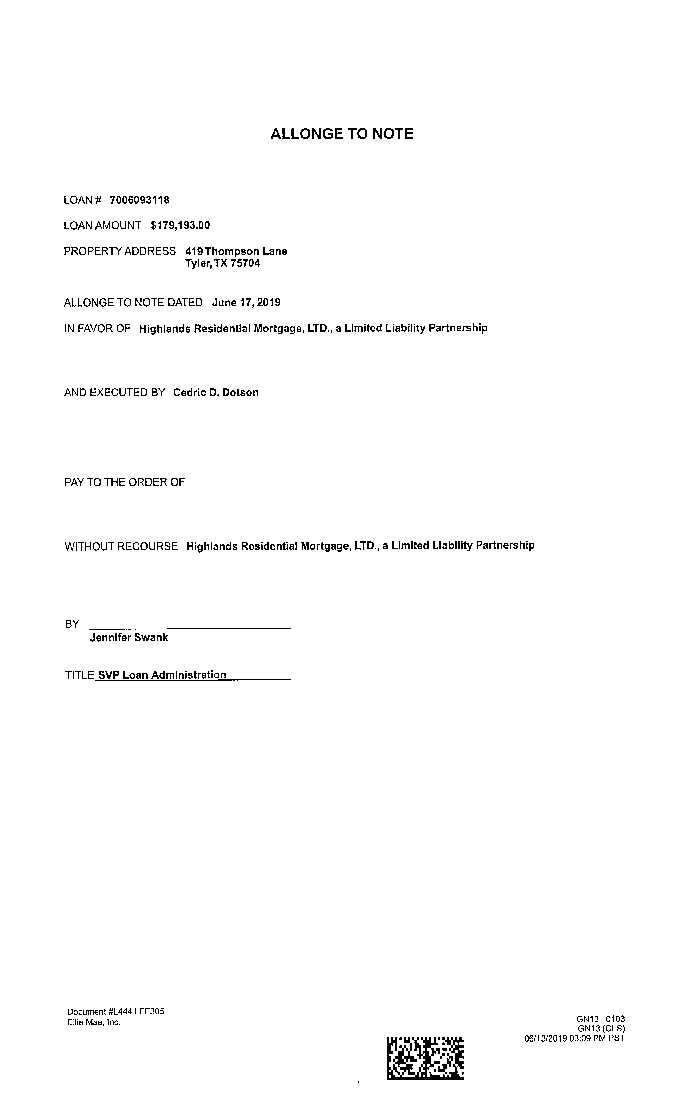 ALLONGE TO NOTE
LOAN # 7006093118
LOAN AMOUNT $179,193.00
PROPERTY ADDRESS 419 Thompson Lane
Tyler, TX 75704
ALLONGE TO NOTE DATED June 17, 2019
IN FAVOR OF Highlands Residential Mortgage, LTD., a Limited Liability Partnership
AND EXECUTED BY Cedric D. Dotson
PAY TO THE ORDER OF
WITHOUT RECOURSE Highlands Residential Mortgage, LTD., a Limited Liability Partnership
BY
Jennifer Swank
TITLE SVP Loan Administration
Document #
Ellie Mae, Inc.
GN13 0103
GN13 (CLS)
06/13/2019 03:09 PM PST